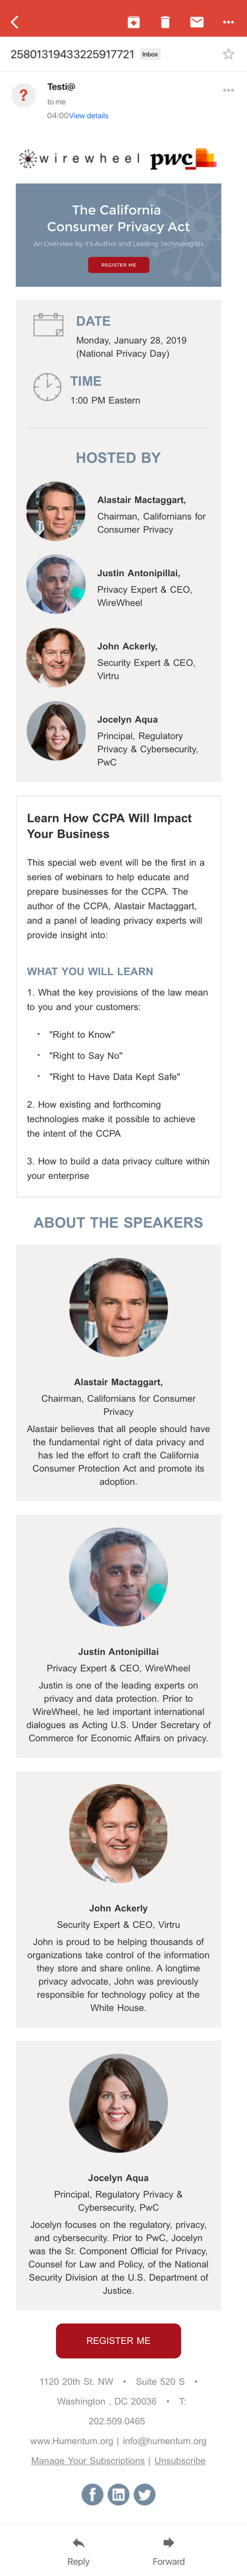 25801319433225917721 Inbox
Testi@
to me
04:00View details
wirewheel pwc
The California
Consumer Privacy Act
An Overview by it's Author and Leading Technologists
REGISTER ME
DATE
Monday, January 28, 2019
(National Privacy Day)
TIME
1:00 PM Eastern
HOSTED BY
Alastair Mactaggart,
Chairman, Californians for
Consumer Privacy
Justin Antonipillai,
Privacy Expert & CEO,
WireWheel
John Ackerly,
Security Expert & CEO,
Virtru
Jocelyn Aqua
Principal, Regulatory
Privacy & Cybersecurity,
PwC
Learn How CCPA Will Impact
Your Business
This special web event will be the first in a
series of webinars to help educate and
prepare businesses for the CCPA. The
author of the CCPA, Alastair Mactaggart,
and a panel of leading privacy experts will
provide insight into:
WHAT YOU WILL LEARN
1. What the key provisions of the law mean
to you and your customers:
• "Right to Know"
• "Right to Say No"
• "Right to Have Data Kept Safe"
2. How existing and forthcoming
technologies make it possible to achieve
the intent of the CCPA
3. How to build a data privacy culture within
your enterprise
ABOUT THE SPEAKERS
Alastair Mactaggart,
Chairman, Californians for Consumer
Privacy
Alastair believes that all people should have
the fundamental right of data privacy and
has led the effort to craft the California
Consumer Protection Act and promote its
adoption.
Justin Antonipillai
Privacy Expert & CEO, WireWheel
Justin is one of the leading experts on
privacy and data protection. Prior to
WireWheel, he led important international
dialogues as Acting U.S. Under Secretary of
Commerce for Economic Affairs on privacy.
John Ackerly
Security Expert & CEO, Virtru
John is proud to be helping thousands of
organizations take control of the information
they store and share online. A longtime
privacy advocate, John was previously
responsible for technology policy at the
White House.
Jocelyn Aqua
Principal, Regulatory Privacy &
Cybersecurity, PwC
Jocelyn focuses on the regulatory, privacy,
and cybersecurity. Prior to PwC, Jocelyn
was the Sr. Component Official for Privacy,
Counsel for Law and Policy, of the National
Security Division at the U.S. Department of
Justice.
REGISTER ME
1120 20th St. NW • Suite 520 S •
Washington , DC 20036 • T:
202.509.0465
www.Humentum.org | info@humentum.org
Manage Your Subscriptions | Unsubscribe
Reply Forward